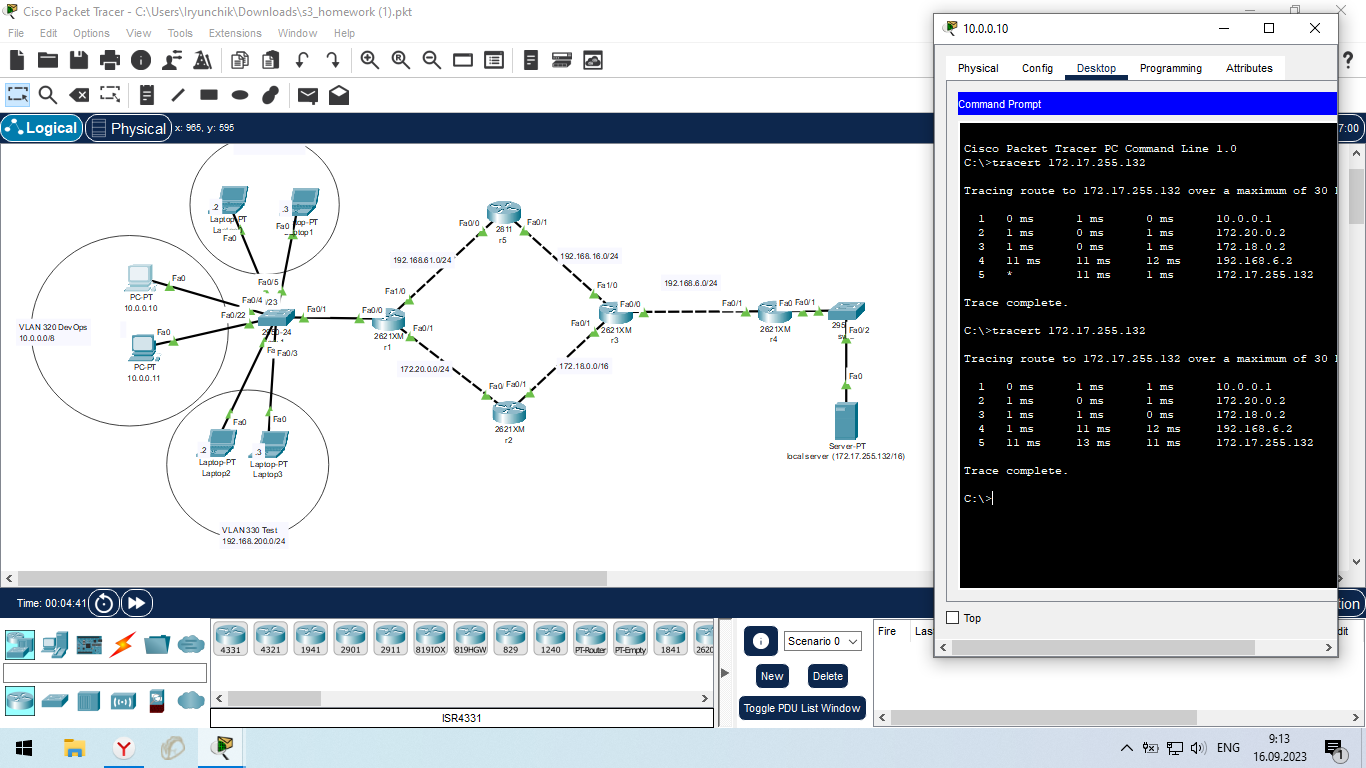 Cisco Packet Tracer - C:\Users\Iryunchik\Downloads\s3_homework (1).pkt
File Edit Options View Tools Extensions Window Help
Logical Physical x: 965, y: 595
.2
Laptop-PT
Fa0
.3
Fa0
Fa0/5
Fa0/4
Fa0/22
Fa0/1
Fa0/3
Fa0
PC-PT
10.0.0.10
Fa0
PC-PT
10.0.0.11
VLAN 320 DevOps
10.0.0.0/8
Fa0/0
Fa1/0
Fa0/1
2621XM
r1
192.168.61.0/24
Fa0/0
Fa0/1
2811
r5
192.168.16.0/24
Fa1/0
Fa0/0
Fa0/1
2621XM
r3
172.20.0.0/24
172.18.0.0/16
Fa0/1
2621XM
r2
192.168.6.0/24
Fa0/1
Fa0
Fa0/1
2621XM
r4
Fa0/2
Fa0
Server-PT
local server (172.17.255.132/16)
Fa0
.2
Laptop-PT
Laptop2
Fa0
.3
Laptop-PT
Laptop3
VLAN 330 Test
192.168.200.0/24
10.0.0.10
Physical Config Desktop Programming Attributes
Command Prompt
Cisco Packet Tracer PC Command Line 1.0
C:\>tracert 172.17.255.132
Tracing route to 172.17.255.132 over a maximum of 30
1 0 ms 1 ms 0 ms 10.0.0.1
2 1 ms 0 ms 1 ms 172.20.0.2
3 1 ms 0 ms 1 ms 172.18.0.2
4 11 ms 11 ms 12 ms 192.168.6.2
5 * 11 ms 1 ms 172.17.255.132
Trace complete.
C:\>tracert 172.17.255.132
Tracing route to 172.17.255.132 over a maximum of 30
1 0 ms 1 ms 1 ms 10.0.0.1
2 1 ms 0 ms 1 ms 172.20.0.2
3 1 ms 1 ms 0 ms 172.18.0.2
4 1 ms 11 ms 12 ms 192.168.6.2
5 11 ms 13 ms 11 ms 172.17.255.132
Trace complete.
C:\>
Top
Time: 00:04:41
4331 4321 1941 2901 2911 819IOX 819HGW 829 1240 PT-Router PT-Empty 1841
ISR4331
Scenario 0
New Delete
Toggle PDU List Window
Fire
ENG
9:13
16.09.2023
1